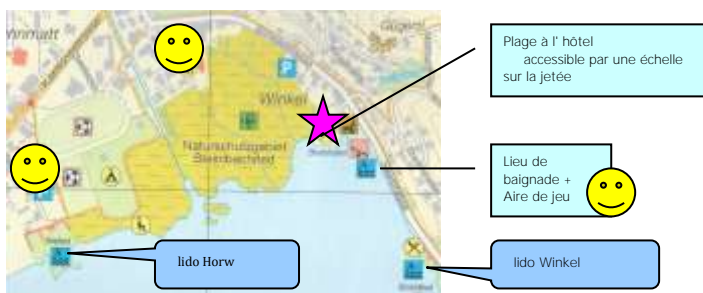 Plage à l' hôtel
accessible par une échelle
sur la jetée
Winkel
Naturschutzgebiet
Steinibachried
Lieu de
baignade +
Aire de jeu
lido Horw
lido Winkel